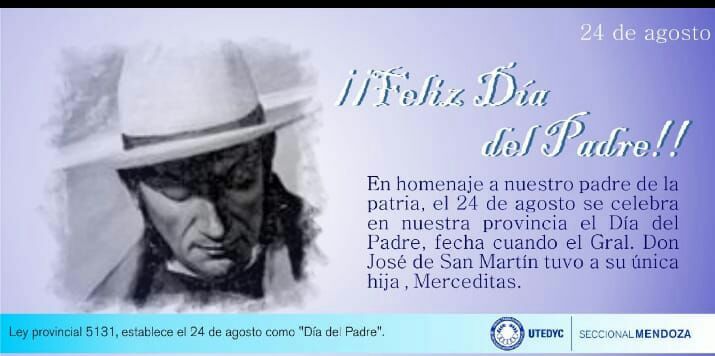 24 de agosto
¡¡Feliz Día
del Padre!!
En homenaje a nuestro padre de la
patria, el 24 de agosto se celebra
en nuestra provincia el Día del
Padre, fecha cuando el Gral. Don
José de San Martín tuvo a su única
hija , Merceditas.
Ley provincial 5131, establece el 24 de agosto como "Día del Padre".
UTEDYC
SECCIONAL MENDOZA